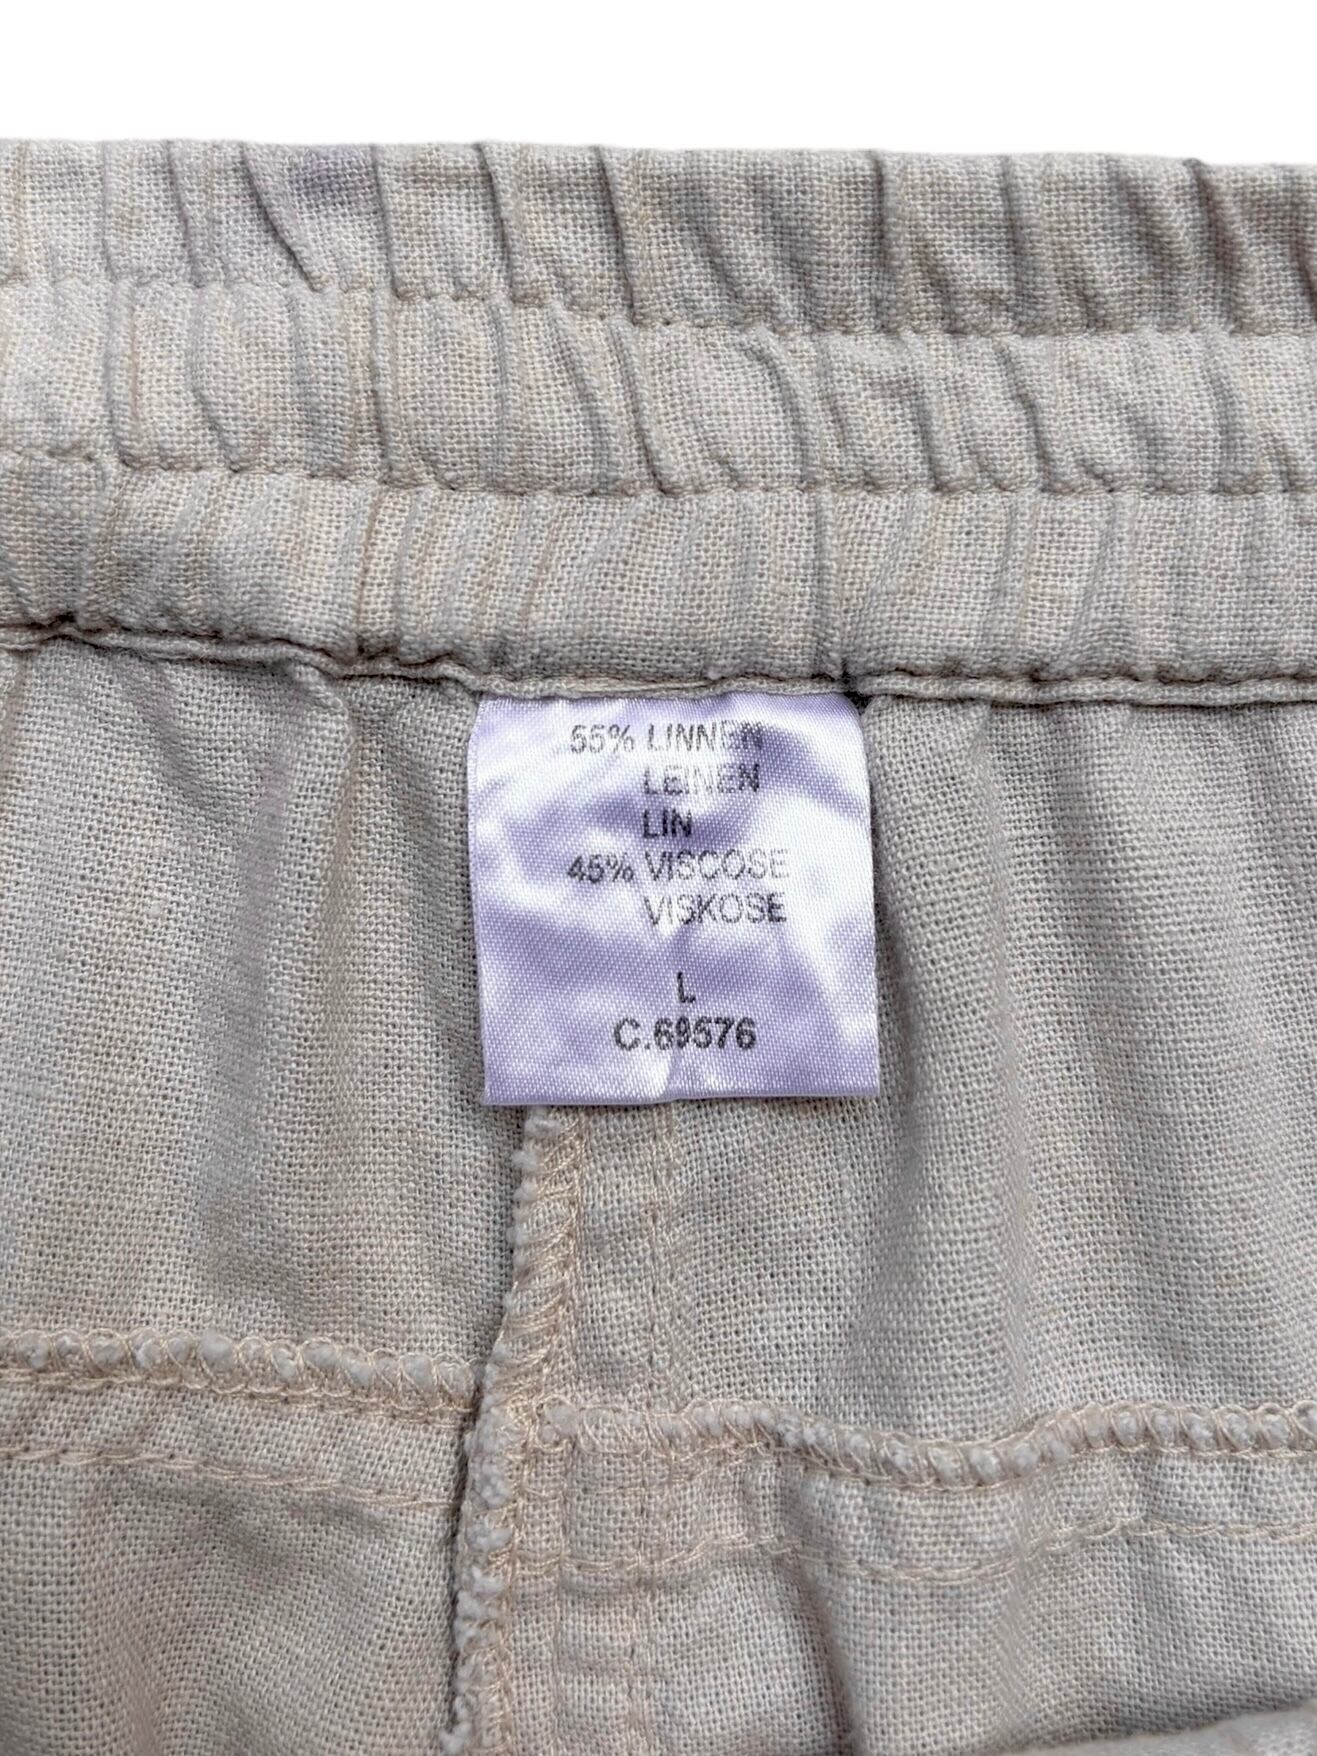 55% LINNEN
LEINEN
LIN
45% VISCOSE
VISKOSE
L
C.69576